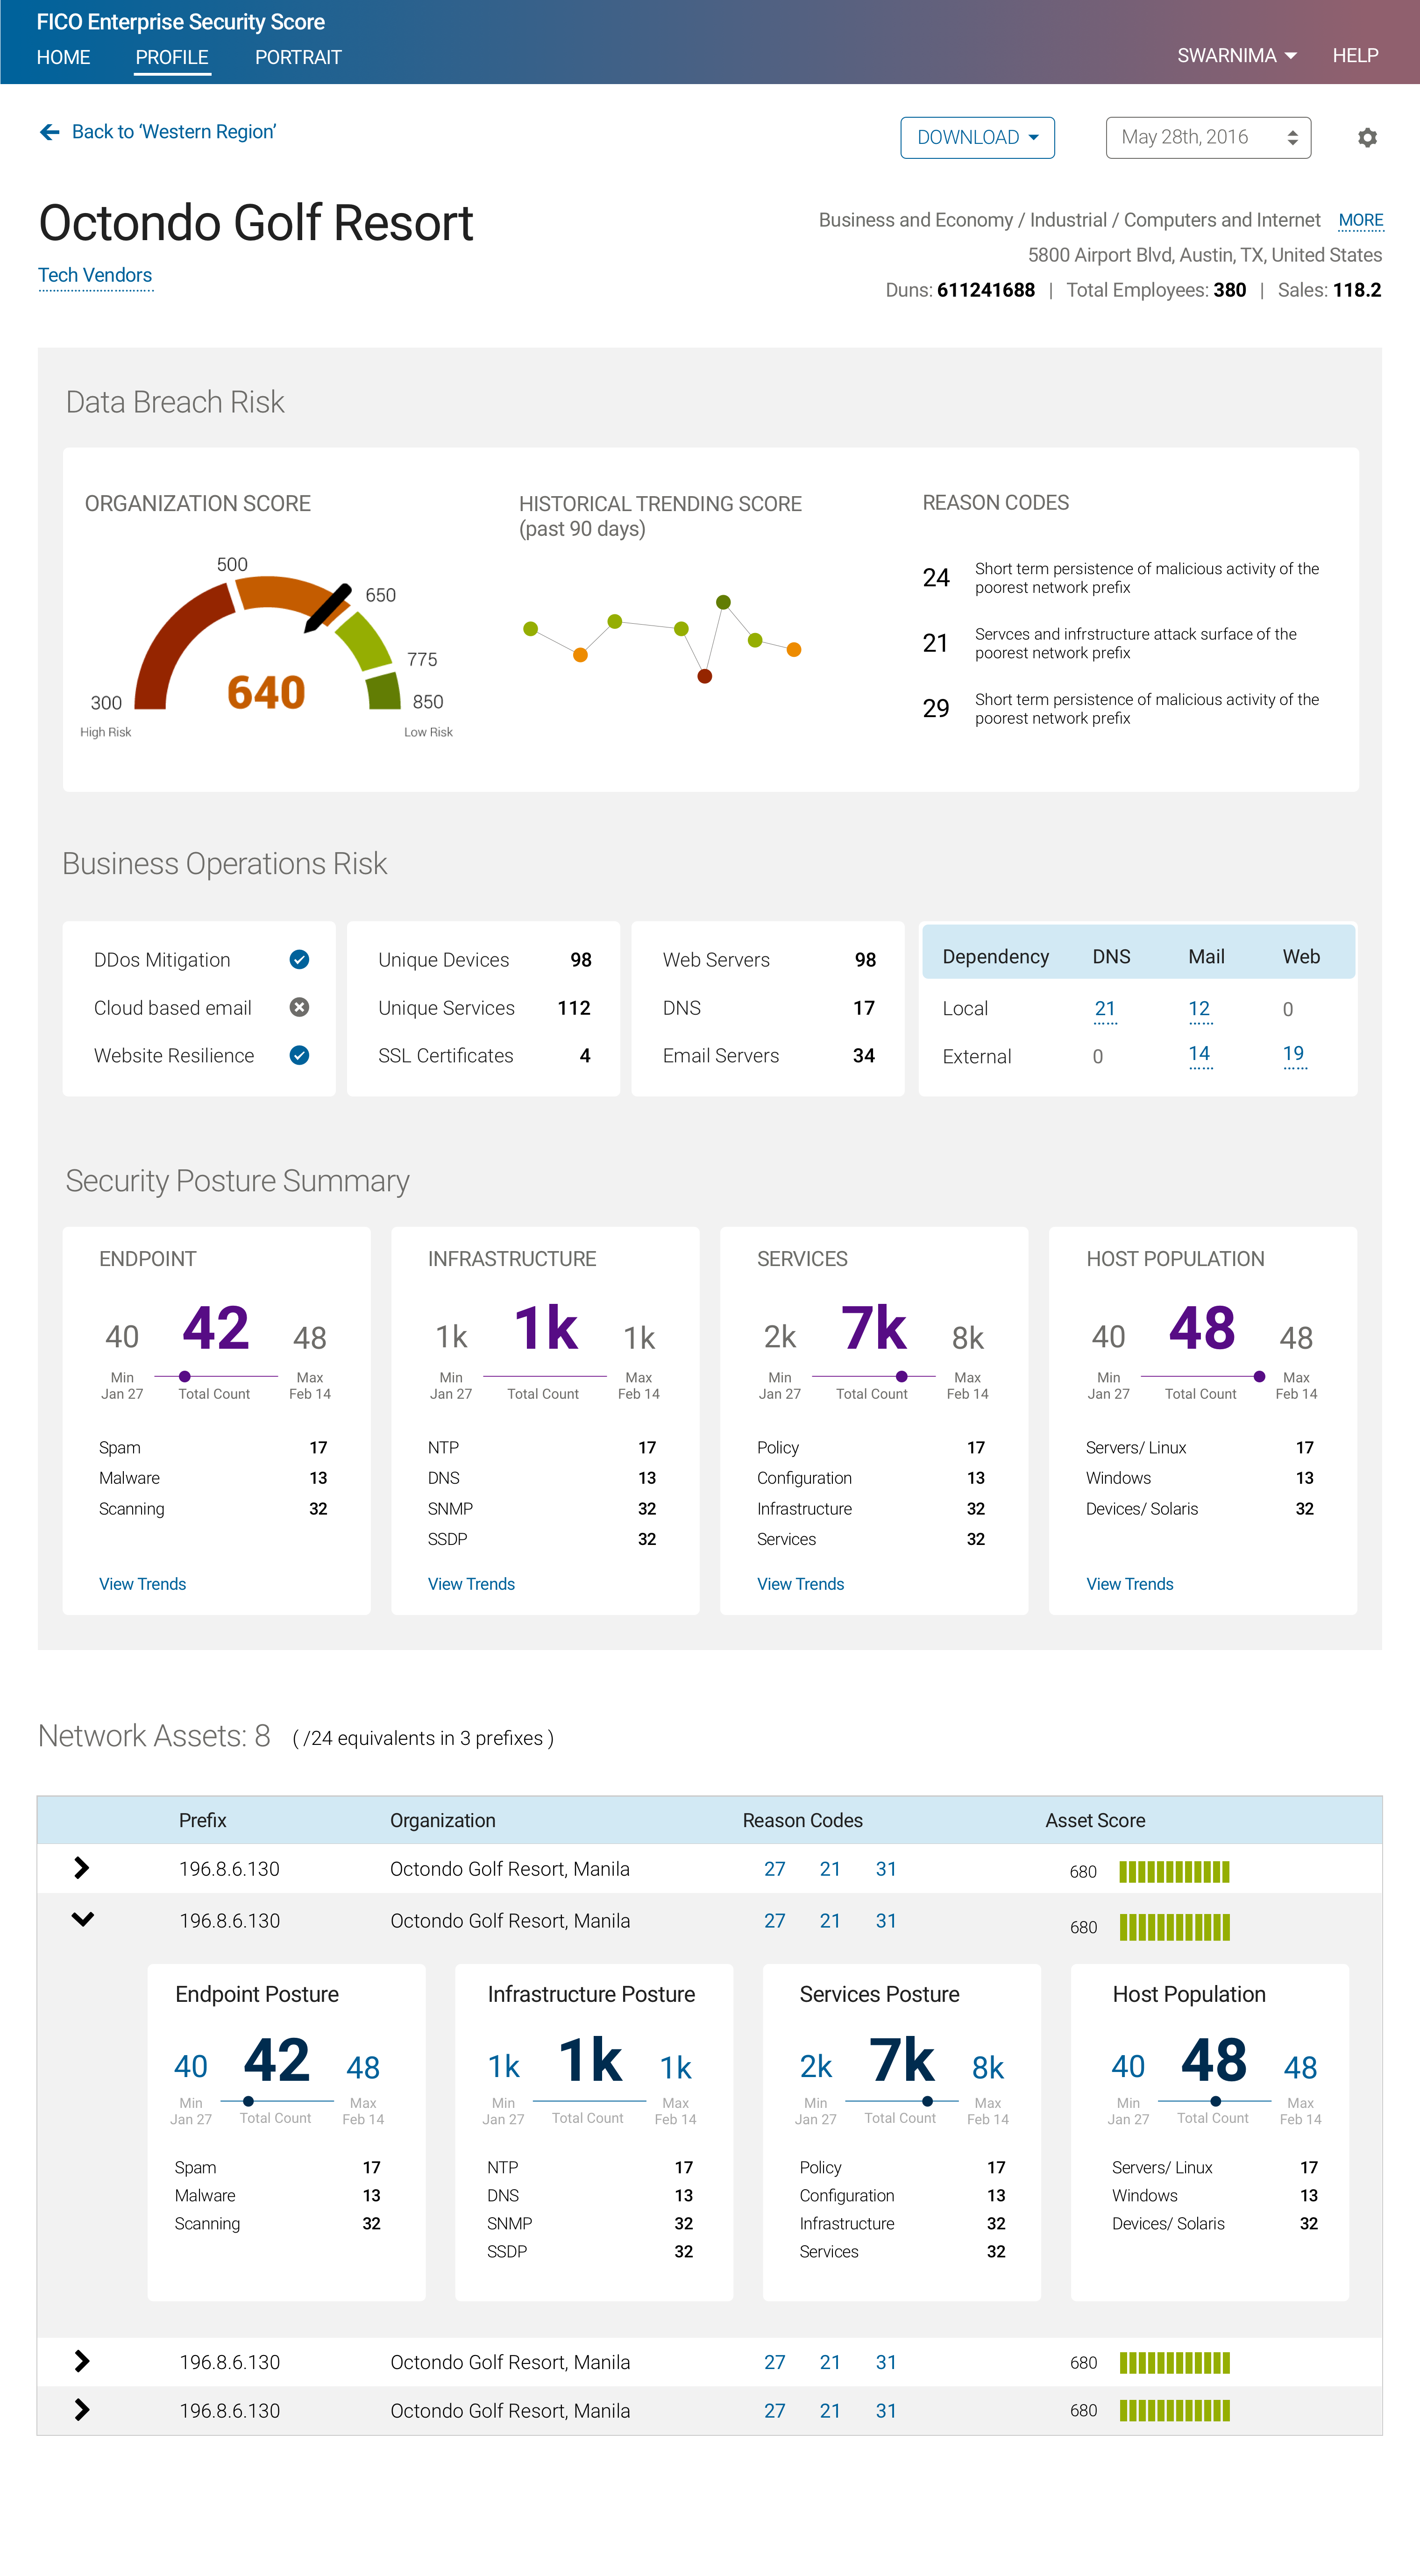 FICO Enterprise Security Score
HOME PROFILE PORTRAIT SWARNIMA HELP
Back to ‘Western Region’ DOWNLOAD May 28th, 2016
Octondo Golf Resort
Tech Vendors
Business and Economy / Industrial / Computers and Internet MORE
5800 Airport Blvd, Austin, TX, United States
Duns: 611241688 | Total Employees: 380 | Sales: 118.2
Data Breach Risk
ORGANIZATION SCORE
500
650
775
300 640 850
High Risk Low Risk
HISTORICAL TRENDING SCORE
(past 90 days)
REASON CODES
24 Short term persistence of malicious activity of the
poorest network prefix
21 Servces and infrstructure attack surface of the
poorest network prefix
29 Short term persistence of malicious activity of the
poorest network prefix
Business Operations Risk
DDos Mitigation
Cloud based email
Website Resilience
Unique Devices 98
Unique Services 112
SSL Certificates 4
Web Servers 98
DNS 17
Email Servers 34
Dependency DNS Mail Web
Local 21 12 0
External 0 14 19
Security Posture Summary
ENDPOINT
40 42 48
Min Max
Jan 27 Total Count Feb 14
Spam 17
Malware 13
Scanning 32
View Trends
INFRASTRUCTURE
1k 1k 1k
Min Max
Jan 27 Total Count Feb 14
NTP 17
DNS 13
SNMP 32
SSDP 32
View Trends
SERVICES
2k 7k 8k
Min Max
Jan 27 Total Count Feb 14
Policy 17
Configuration 13
Infrastructure 32
Services 32
View Trends
HOST POPULATION
40 48 48
Min Max
Jan 27 Total Count Feb 14
Servers/ Linux 17
Windows 13
Devices/ Solaris 32
View Trends
Network Assets: 8 ( /24 equivalents in 3 prefixes )
Prefix Organization Reason Codes Asset Score
196.8.6.130 Octondo Golf Resort, Manila 27 21 31 680
196.8.6.130 Octondo Golf Resort, Manila 27 21 31 680
Endpoint Posture
40 42 48
Min Max
Jan 27 Total Count Feb 14
Spam 17
Malware 13
Scanning 32
Infrastructure Posture
1k 1k 1k
Min Max
Jan 27 Total Count Feb 14
NTP 17
DNS 13
SNMP 32
SSDP 32
Services Posture
2k 7k 8k
Min Max
Jan 27 Total Count Feb 14
Policy 17
Configuration 13
Infrastructure 32
Services 32
Host Population
40 48 48
Min Max
Jan 27 Total Count Feb 14
Servers/ Linux 17
Windows 13
Devices/ Solaris 32
196.8.6.130 Octondo Golf Resort, Manila 27 21 31 680
196.8.6.130 Octondo Golf Resort, Manila 27 21 31 680